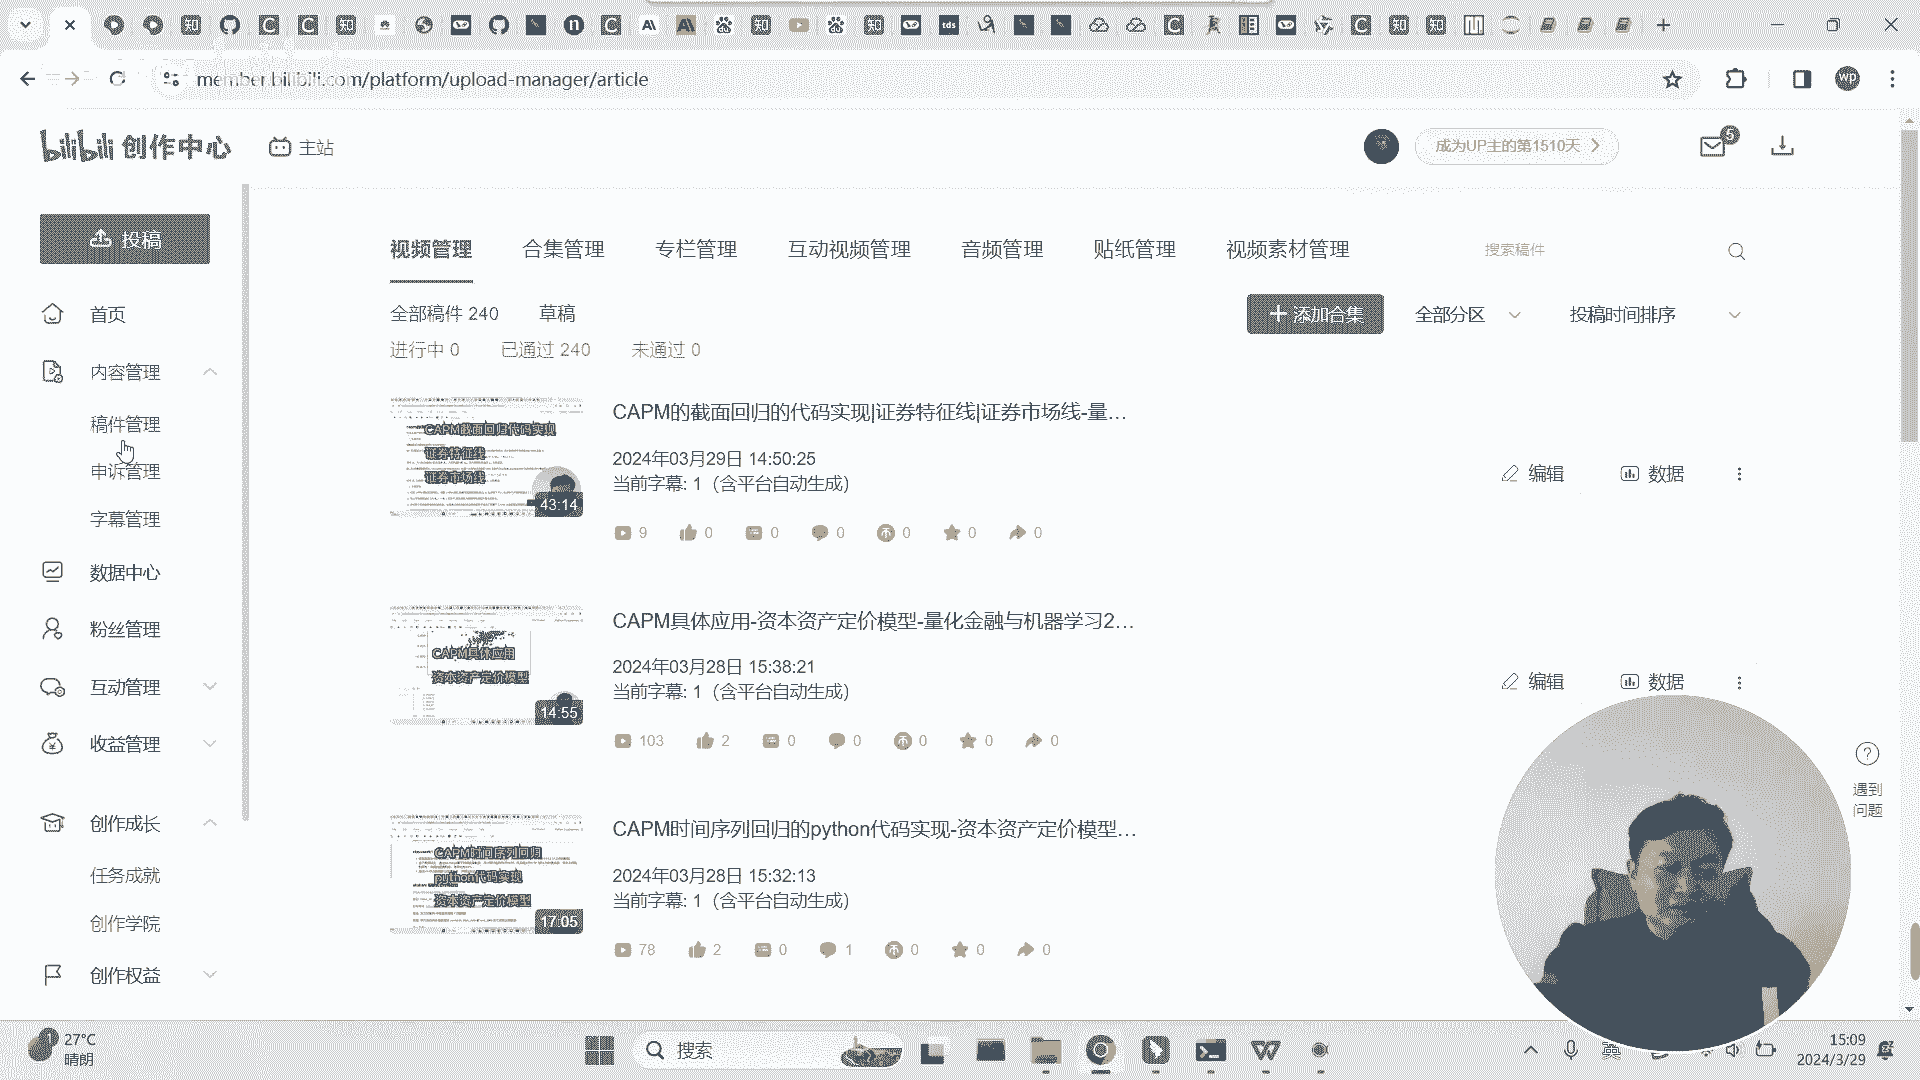 member.bilibili.com/platform/upload-manager/article
wp
bilibili 创作中心
主站
成为UP主的第1510天
5
投稿
首页
内容管理
稿件管理
申诉管理
字幕管理
数据中心
粉丝管理
互动管理
收益管理
创作成长
任务成就
创作学院
创作权益
视频管理 合集管理 专栏管理 互动视频管理 音频管理 贴纸管理 视频素材管理
搜索稿件
全部稿件 240 草稿
添加合集
全部分区
投稿时间排序
进行中 0 已通过 240 未通过 0
CAPM截面回归代码实现
证券特征线
证券市场线
43:14
CAPM的截面回归的代码实现|证券特征线|证券市场线-量...
2024年03月29日 14:50:25
当前字幕: 1（含平台自动生成）
9 0 0 0 0 0 0
编辑
数据
CAPM具体应用
资本资产定价模型
14:55
CAPM具体应用-资本资产定价模型-量化金融与机器学习2...
2024年03月28日 15:38:21
当前字幕: 1（含平台自动生成）
103 2 0 0 0 0 0
编辑
数据
CAPM时间序列回归
python代码实现
资本资产定价模型
17:05
CAPM时间序列回归的python代码实现-资本资产定价模型...
2024年03月28日 15:32:13
当前字幕: 1（含平台自动生成）
78 2 0 1 0 0 0
遇到
问题
27°C
晴朗
搜索
英
15:09
2024/3/29